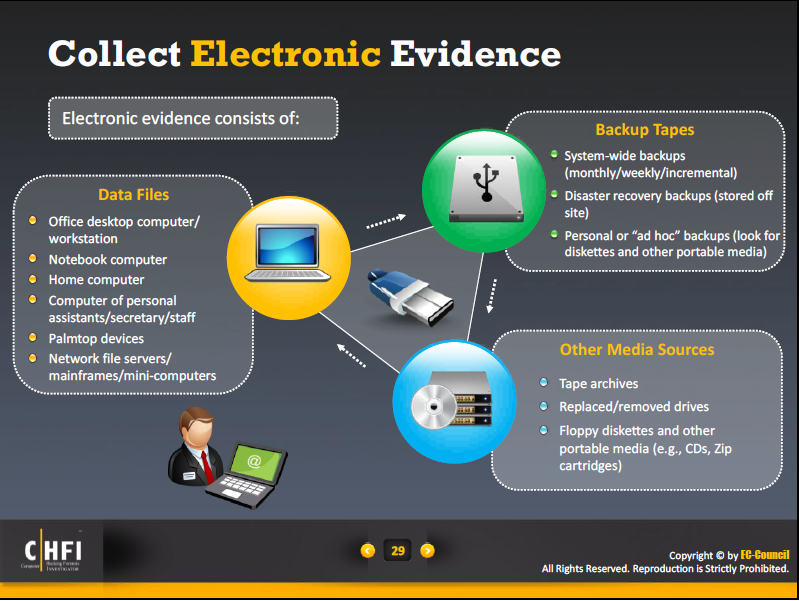 Collect Electronic Evidence
Electronic evidence consists of:
Data Files
Office desktop computer/
workstation
Notebook computer
Home computer
Computer of personal
assistants/secretary/staff
Palmtop devices
Network file servers/
mainframes/mini-computers
Backup Tapes
System-wide backups
(monthly/weekly/incremental)
Disaster recovery backups (stored off
site)
Personal or “ad hoc” backups (look for
diskettes and other portable media)
Other Media Sources
Tape archives
Replaced/removed drives
Floppy diskettes and other
portable media (e.g., CDs, Zip
cartridges)
@
CHFI
Computer Hacking Forensic
INVESTIGATOR
29
Copyright © by EC-Council
All Rights Reserved. Reproduction is Strictly Prohibited.